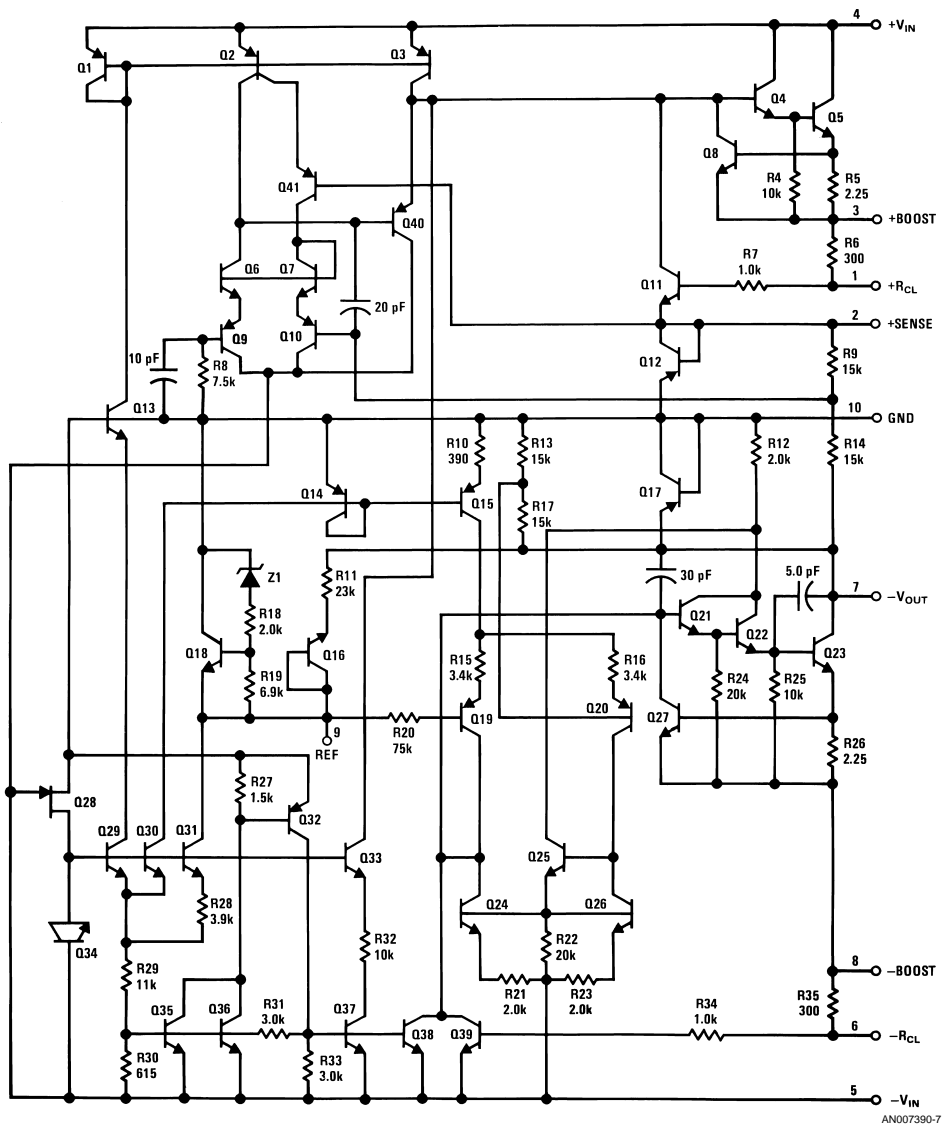 4 +VIN
Q1
Q2
Q3
Q4
Q5
Q8
R4
10k
R5
2.25
3 +BOOST
Q41
Q40
R6
300
R7
1.0k
1 +RCL
Q6
Q7
Q11
20 pF
2 +SENSE
Q9
Q10
Q12
R9
15k
10 pF
R8
7.5k
Q13
10 GND
R10
390
R13
15k
R12
2.0k
R14
15k
Q14
Q15
R17
15k
Q17
Z1
R11
23k
30 pF
5.0 pF
7 -VOUT
R18
2.0k
Q21
Q22
Q23
Q18
Q16
R19
6.9k
R15
3.4k
R16
3.4k
R24
20k
R25
10k
9
REF
R20
75k
Q19
Q20
Q27
R26
2.25
R27
1.5k
Q28
Q32
Q29
Q30
Q31
Q33
Q25
R28
3.9k
Q24
Q26
Q34
R32
10k
R22
20k
8 -BOOST
R29
11k
R21
2.0k
R23
2.0k
R35
300
Q35
Q36
R31
3.0k
Q37
Q38
Q39
R34
1.0k
6 -RCL
R30
615
R33
3.0k
5 -VIN
AN007390-7